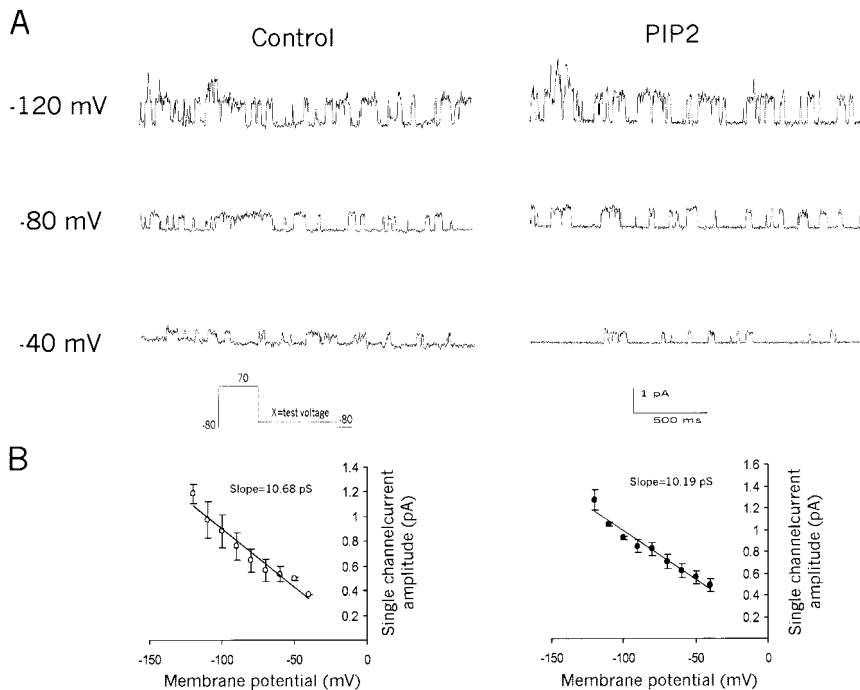 A
Control
PIP2
-120 mV
-80 mV
-40 mV
70
X=test voltage
-80
-80
1 pA
500 ms
B
Slope=10.68 pS
1.4
1.2
1
0.8
0.6
0.4
0.2
Single channelcurrent
amplitude (pA)
-150
-100
-50
0
Membrane potential (mV)
Slope=10.19 pS
1.6
1.4
1.2
1
0.8
0.6
0.4
0.2
Single channelcurrent
amplitude (pA)
-150
-100
-50
0
Membrane potential (mV)